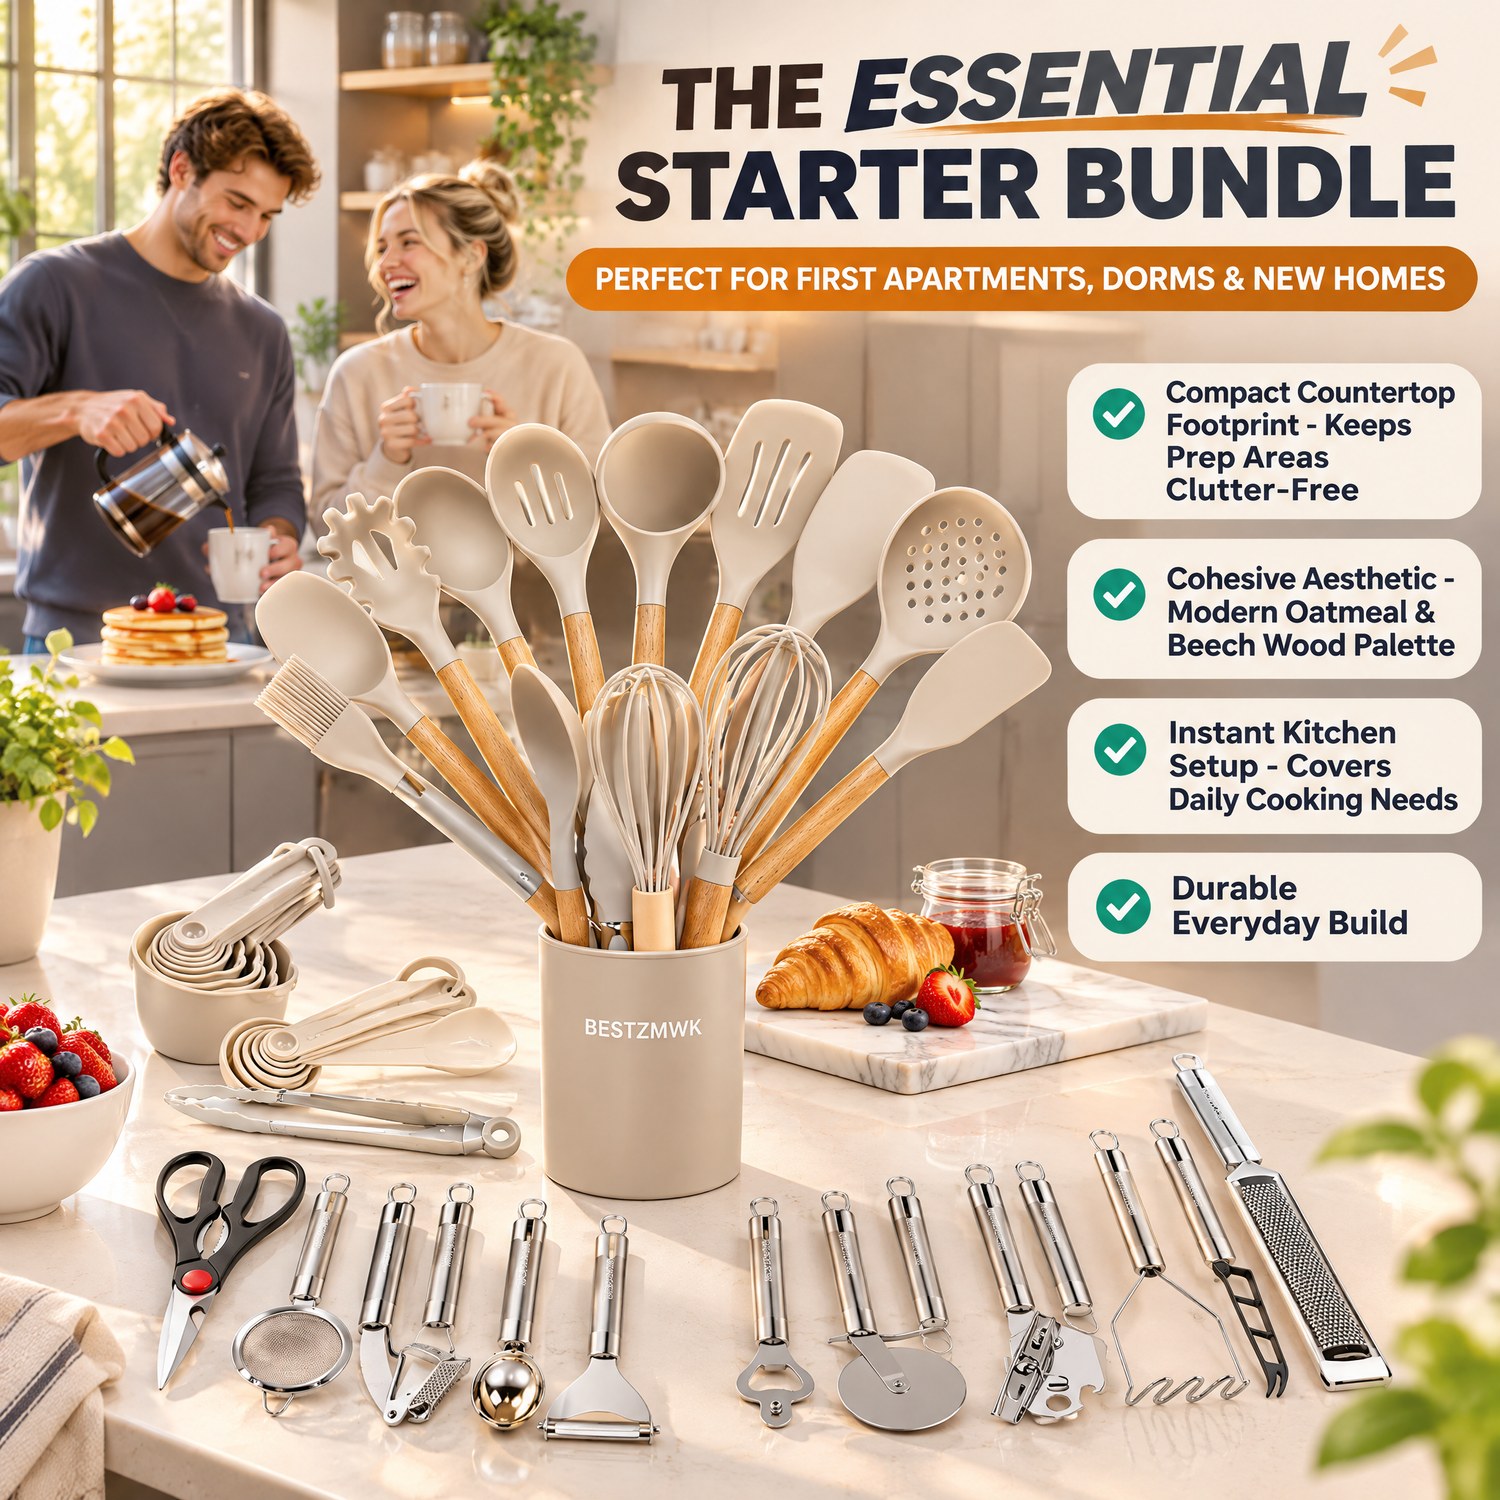 THE ESSENTIAL
STARTER BUNDLE
PERFECT FOR FIRST APARTMENTS, DORMS & NEW HOMES
Compact Countertop
Footprint - Keeps
Prep Areas
Clutter-Free
Cohesive Aesthetic -
Modern Oatmeal &
Beech Wood Palette
Instant Kitchen
Setup - Covers
Daily Cooking Needs
Durable
Everyday Build
BESTZMWK